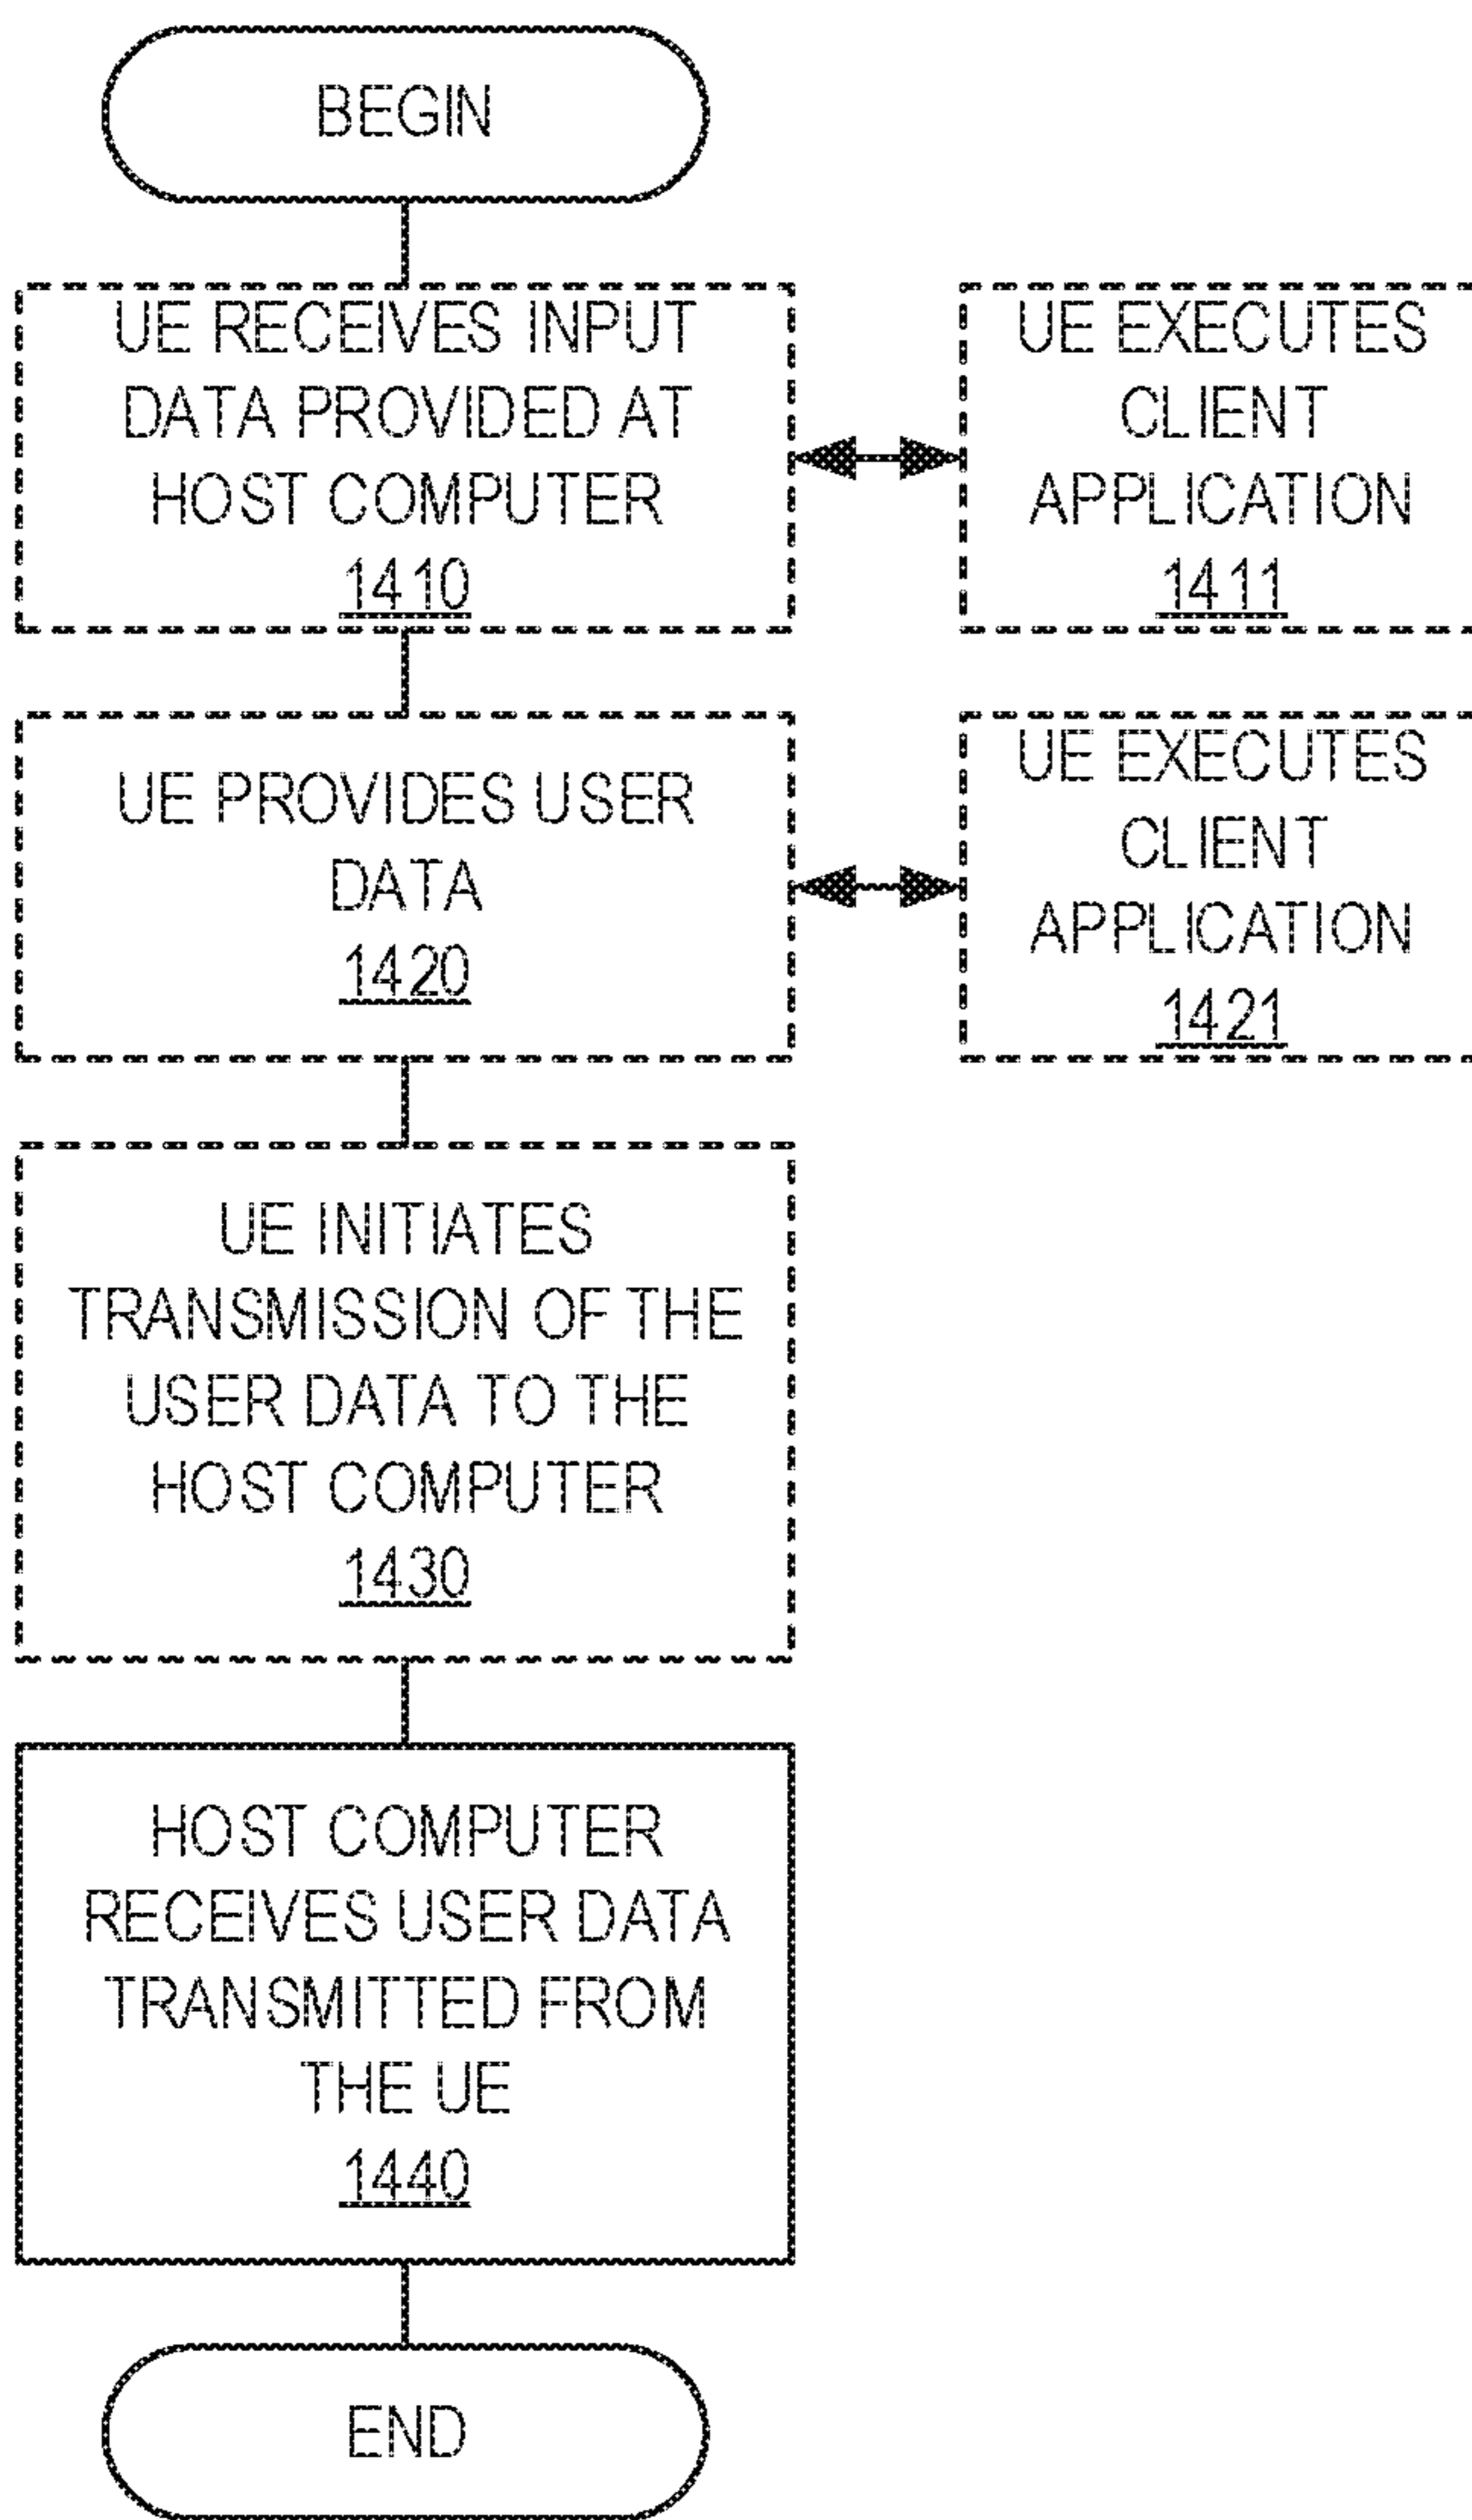 BEGIN
UE RECEIVES INPUT
DATA PROVIDED AT
HOST COMPUTER
1410
UE EXECUTES
CLIENT
APPLICATION
1411
UE PROVIDES USER
DATA
1420
UE EXECUTES
CLIENT
APPLICATION
1421
UE INITIATES
TRANSMISSION OF THE
USER DATA TO THE
HOST COMPUTER
1430
HOST COMPUTER
RECEIVES USER DATA
TRANSMITTED FROM
THE UE
1440
END